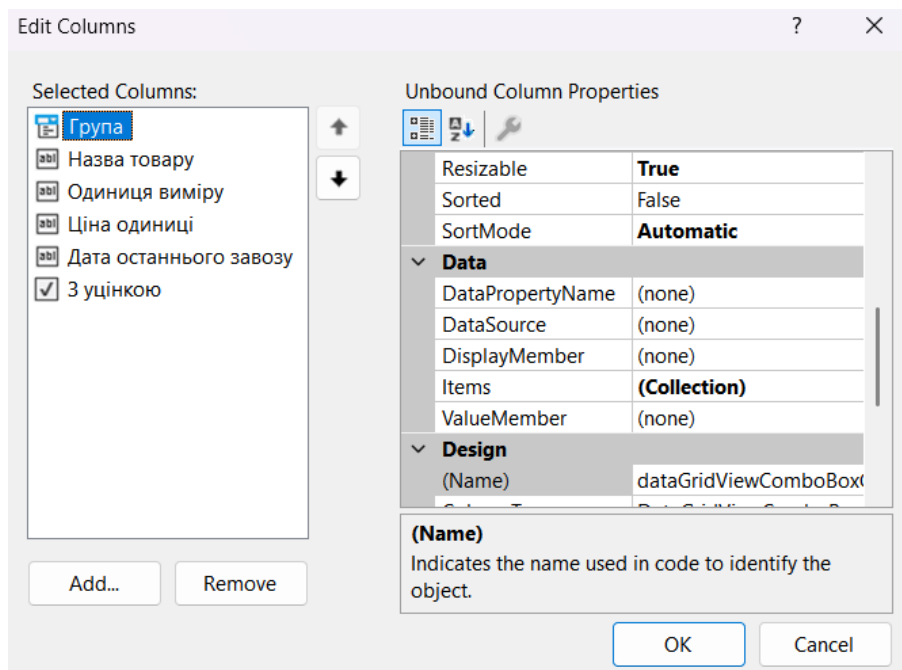 Edit Columns ? ×
Selected Columns:
Група
Назва товару
Одиниця виміру
Ціна одиниці
Дата останнього завозу
З уцінкою
Add... Remove
Unbound Column Properties
Resizable True
Sorted False
SortMode Automatic
Data
DataPropertyName (none)
DataSource (none)
DisplayMember (none)
Items (Collection)
ValueMember (none)
Design
(Name) dataGridViewComboBox
(Name)
Indicates the name used in code to identify the
object.
OK Cancel